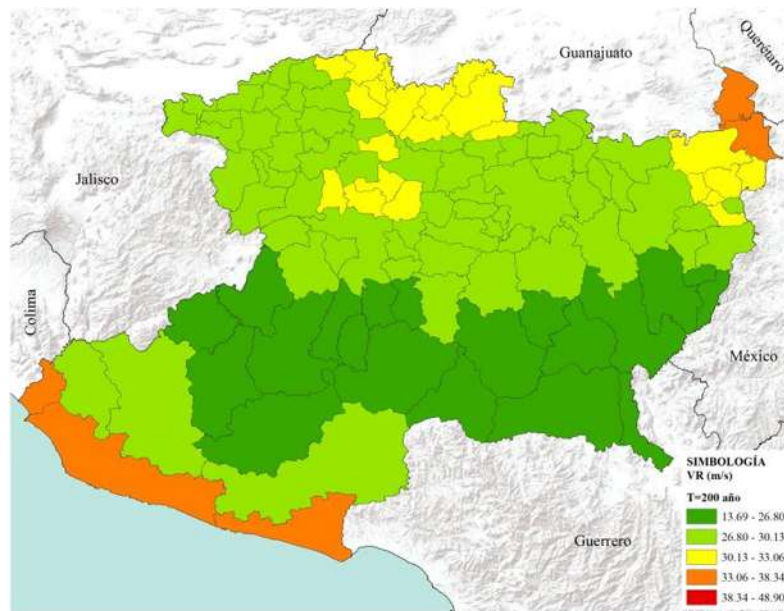 Guanajuato
Querétaro
Jalisco
Colima
México
Guerrero
SIMBOLOGÍA
VR (m/s)
T=200 año
13.69 - 26.80
26.80 - 30.13
30.13 - 33.06
33.06 - 38.34
38.34 - 48.90